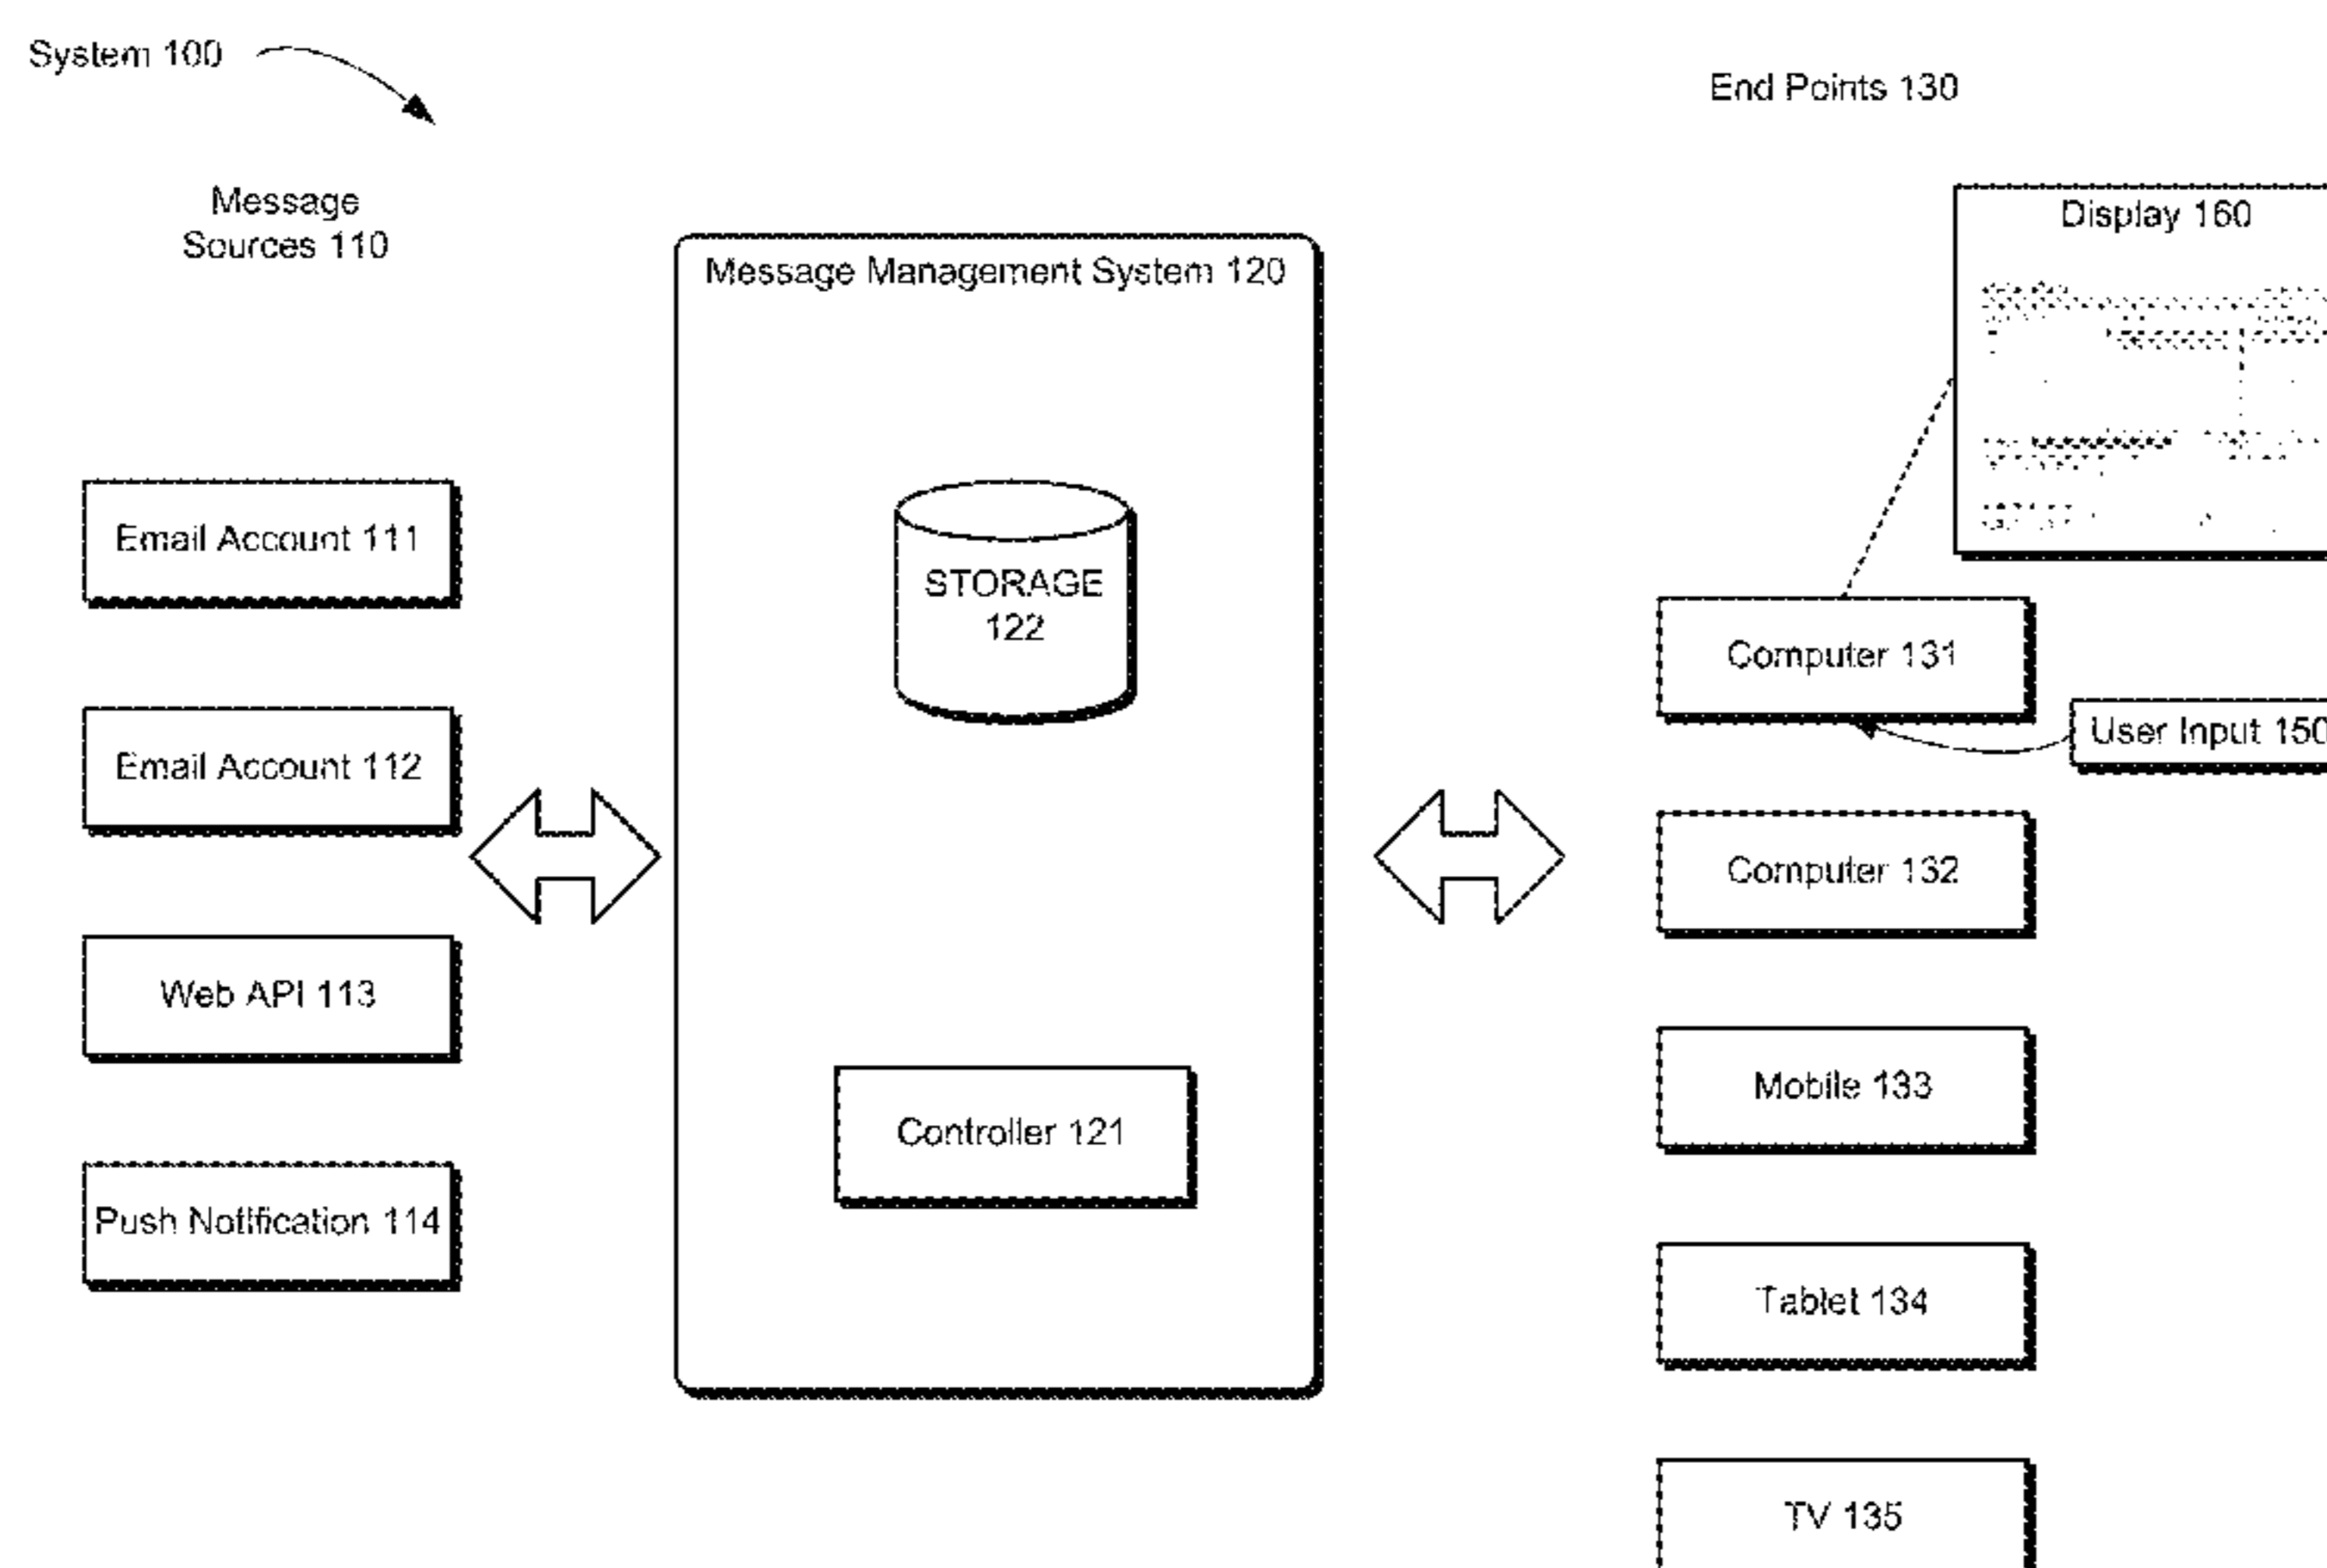 System 100
End Points 130
Message
Sources 110
Display 160
Message Management System 120
Email Account 111
STORAGE
122
Computer 131
User Input 150
Email Account 112
Computer 132
Web API 113
Mobile 133
Controller 121
Push Notification 114
Tablet 134
TV 135